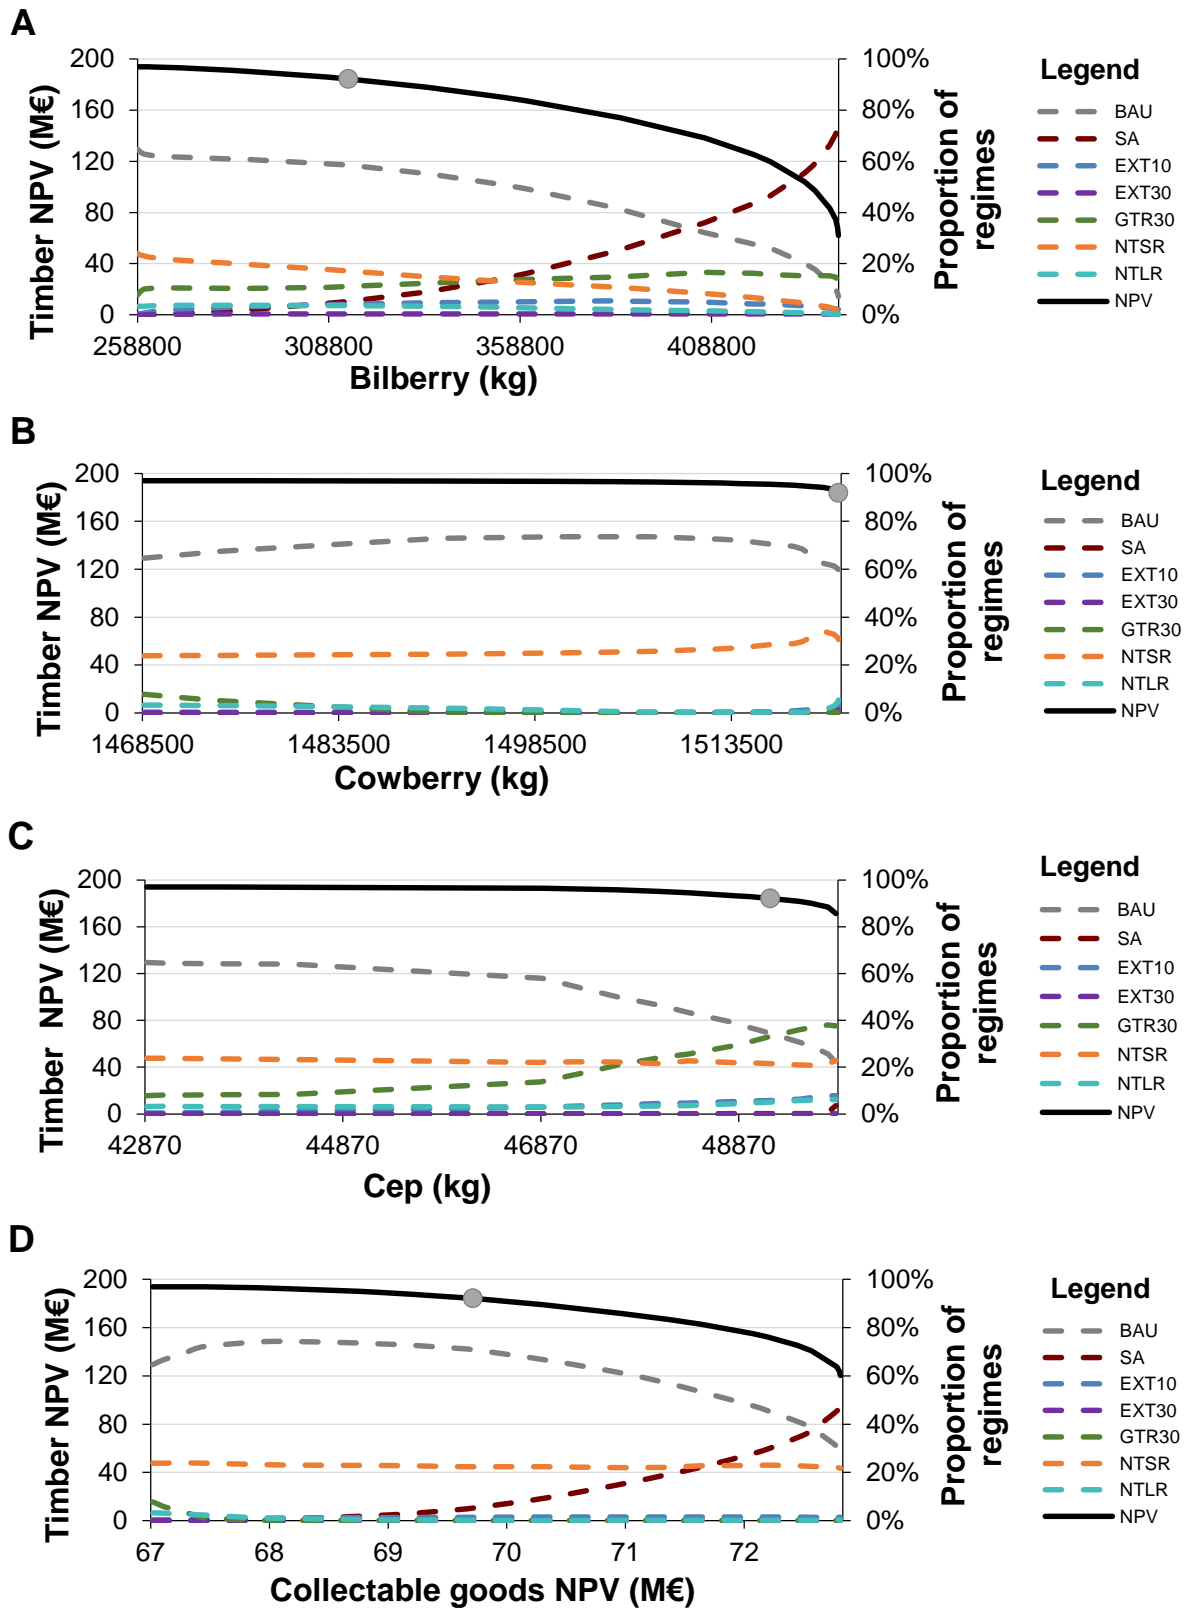 A
Timber NPV (M€)
200
160
120
80
40
0
100%
80%
60%
40%
20%
0%
Proportion of
regimes
258800
308800
358800
408800
Bilberry (kg)
Legend
BAU
SA
EXT10
EXT30
GTR30
NTSR
NTLR
NPV
B
Timber NPV (M€)
200
160
120
80
40
0
100%
80%
60%
40%
20%
0%
Proportion of
regimes
1468500
1483500
1498500
1513500
Cowberry (kg)
Legend
BAU
SA
EXT10
EXT30
GTR30
NTSR
NTLR
NPV
C
Timber NPV (M€)
200
160
120
80
40
0
100%
80%
60%
40%
20%
0%
Proportion of
regimes
42870
44870
46870
48870
Cep (kg)
Legend
BAU
SA
EXT10
EXT30
GTR30
NTSR
NTLR
NPV
D
Timber NPV (M€)
200
160
120
80
40
0
100%
80%
60%
40%
20%
0%
Proportion of
regimes
67
68
69
70
71
72
Collectable goods NPV (M€)
Legend
BAU
SA
EXT10
EXT30
GTR30
NTSR
NTLR
NPV